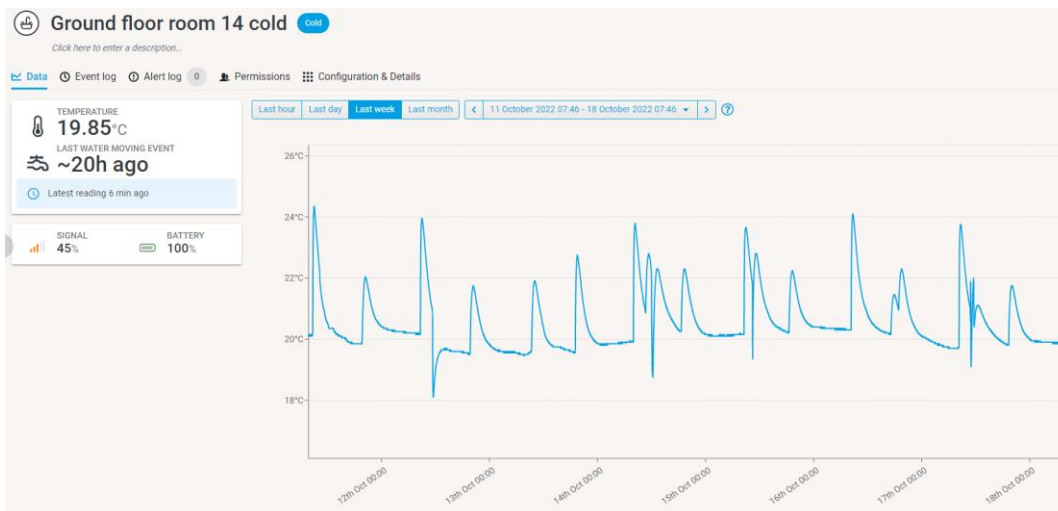 Ground floor room 14 cold Cold
Click here to enter a description...
Data Event log Alert log 0 Permissions Configuration & Details
TEMPERATURE
19.85°C
LAST WATER MOVING EVENT
~20h ago
Latest reading 6 min ago
SIGNAL BATTERY
45% 100%
Last hour Last day Last week Last month < 11 October 2022 07:46 - 18 October 2022 07:46 > ?
26°C
24°C
22°C
20°C
18°C
12th Oct 00:00 13th Oct 00:00 14th Oct 00:00 15th Oct 00:00 16th Oct 00:00 17th Oct 00:00 18th Oct 00:00